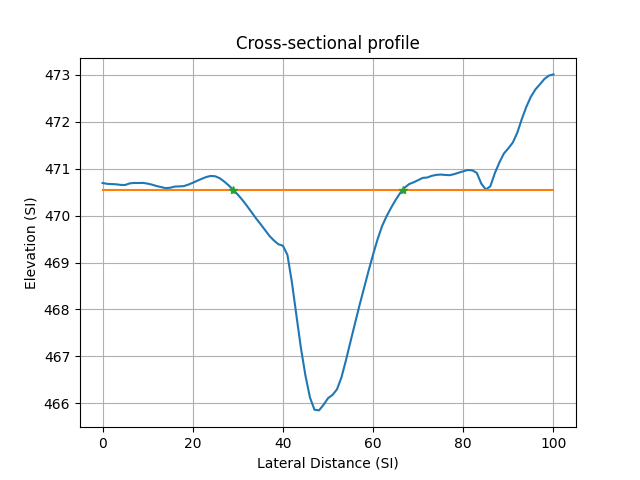 Cross-sectional profile
473
472
471
470
469
468
467
466
Elevation (SI)
0 20 40 60 80 100
Lateral Distance (SI)